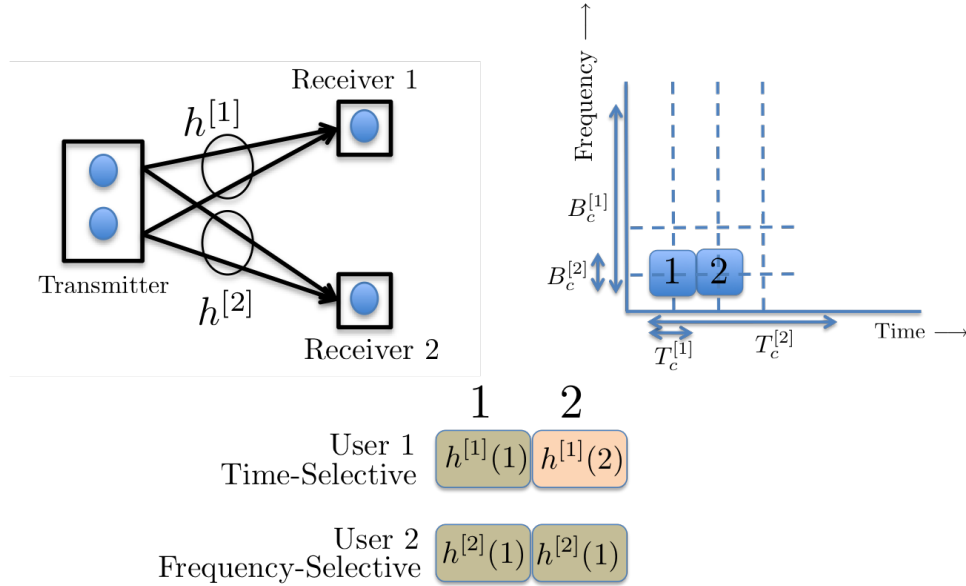 Receiver 1
h^{[1]}
Transmitter
h^{[2]}
Receiver 2
Frequency
B_c^{[1]}
B_c^{[2]}
1 2
Time
T_c^{[1]}
T_c^{[2]}
1 2
User 1
Time-Selective
h^{[1]}(1) h^{[1]}(2)
User 2
Frequency-Selective
h^{[2]}(1) h^{[2]}(1)